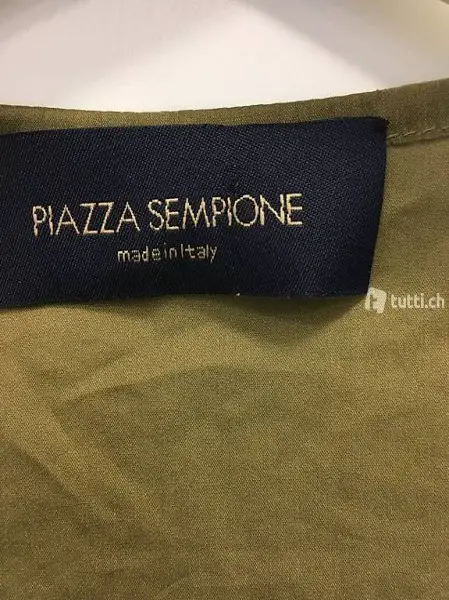 PIAZZA SEMPIONE
made in Italy
tutti.ch